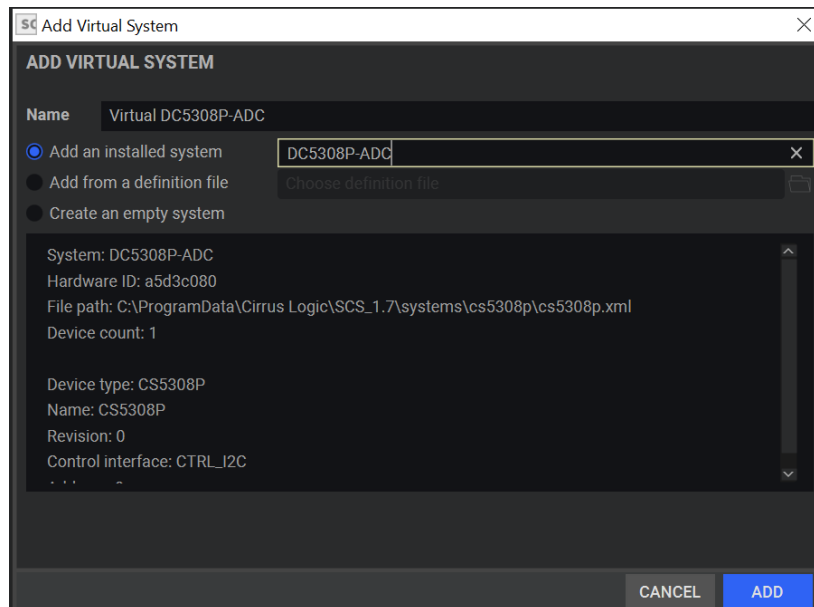 SC Add Virtual System
ADD VIRTUAL SYSTEM
Name Virtual DC5308P-ADC
Add an installed system DC5308P-ADC
Add from a definition file Choose definition file
Create an empty system
System: DC5308P-ADC
Hardware ID: a5d3c080
File path: C:\ProgramData\Cirrus Logic\SCS_1.7\systems\cs5308p\cs5308p.xml
Device count: 1
Device type: CS5308P
Name: CS5308P
Revision: 0
Control interface: CTRL_I2C
CANCEL ADD